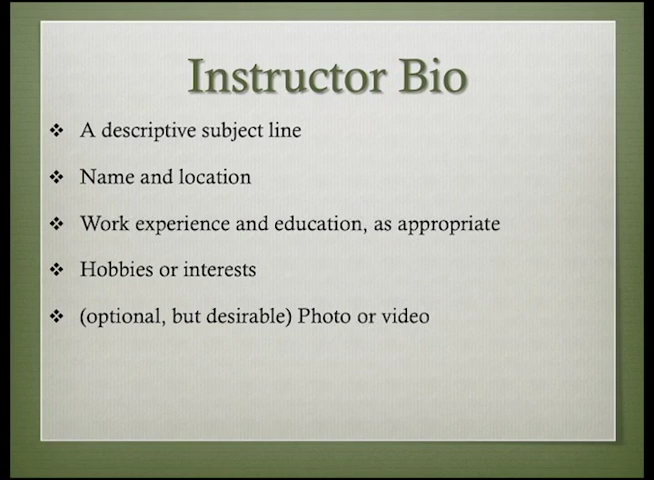 Instructor Bio
❖ A descriptive subject line
❖ Name and location
❖ Work experience and education, as appropriate
❖ Hobbies or interests
❖ (optional, but desirable) Photo or video